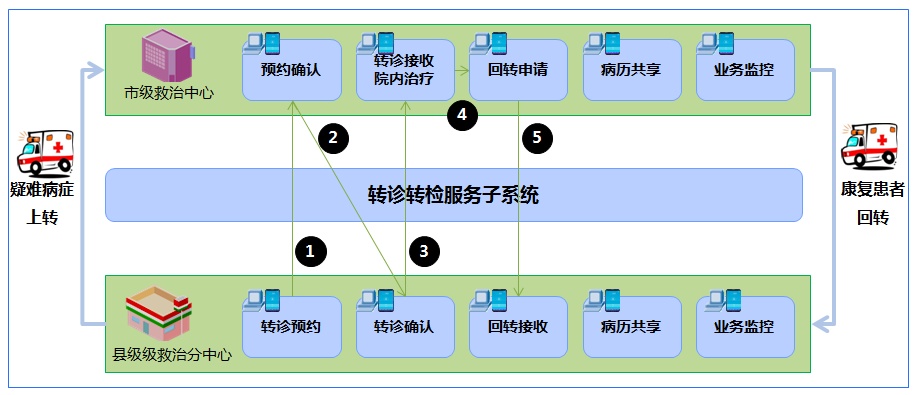 预约确认
转诊接收
院内治疗
回转申请
病历共享
业务监控
市级救治中心
4
2
5
疑难病症
上转
转诊转检服务子系统
康复患者
回转
1
3
转诊预约
转诊确认
回转接收
病历共享
业务监控
县级级救治分中心